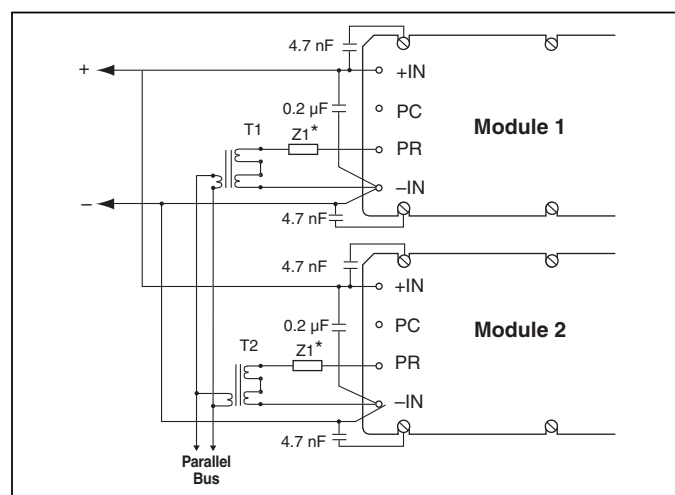 4.7 nF
+
+IN
0.2 µF
PC
Module 1
T1
Z1*
PR
–
–IN
4.7 nF
4.7 nF
+IN
0.2 µF
PC
Module 2
T2
Z1*
PR
–IN
4.7 nF
Parallel
Bus